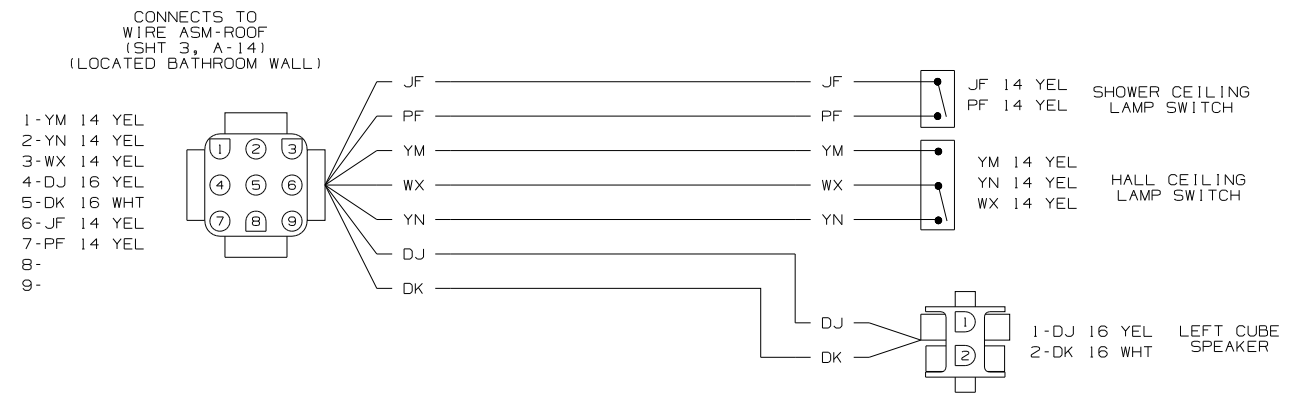 CONNECTS TO
WIRE ASM-ROOF
(SHT 3, A-14)
(LOCATED BATHROOM WALL)
1-YM 14 YEL
2-YN 14 YEL
3-WX 14 YEL
4-DJ 16 YEL
5-DK 16 WHT
6-JF 14 YEL
7-PF 14 YEL
8-
9-
1 2 3
4 5 6
7 8 9
JF JF
PF PF
YM YM
WX WX
YN YN
DJ
DK
DJ
DK
JF 14 YEL
PF 14 YEL
SHOWER CEILING
LAMP SWITCH
YM 14 YEL
YN 14 YEL
WX 14 YEL
HALL CEILING
LAMP SWITCH
1
2
1-DJ 16 YEL
2-DK 16 WHT
LEFT CUBE
SPEAKER